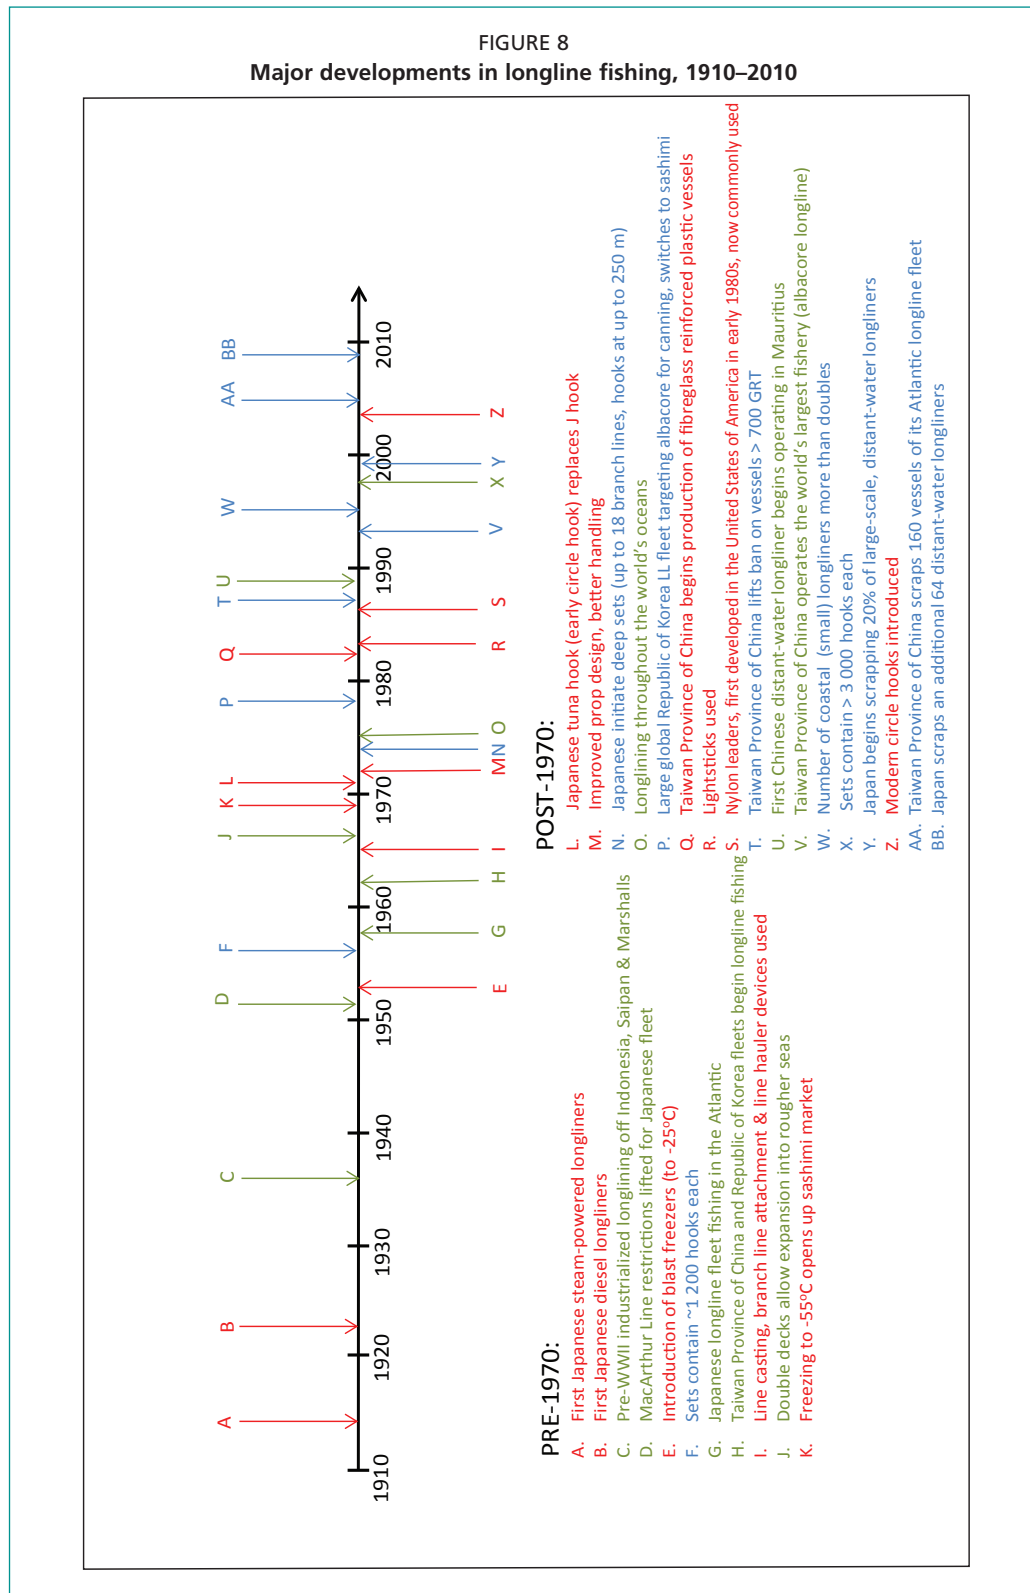 FIGURE 8
Major developments in longline fishing, 1910–2010
A
B
C
D
F
J
K
L
P
Q
T
U
W
AA
BB
1910
1920
1930
1940
1950
1960
1970
1980
1990
2000
2010
E
G
H
I
M
N
O
R
S
V
X
Y
Z
PRE-1970:
A. First Japanese steam-powered longliners
B. First Japanese diesel longliners
C. Pre-WWII industrialized longlining off Indonesia, Saipan & Marshalls
D. MacArthur Line restrictions lifted for Japanese fleet
E. Introduction of blast freezers (to -25ºC)
F. Sets contain ~1 200 hooks each
G. Japanese longline fleet fishing in the Atlantic
H. Taiwan Province of China and Republic of Korea fleets begin longline fishing
I. Line casting, branch line attachment & line hauler devices used
J. Double decks allow expansion into rougher seas
K. Freezing to -55ºC opens up sashimi market
POST-1970:
L. Japanese tuna hook (early circle hook) replaces J hook
M. Improved prop design, better handling
N. Japanese initiate deep sets (up to 18 branch lines, hooks at up to 250 m)
O. Longlining throughout the world's oceans
P. Large global Republic of Korea LL fleet targeting albacore for canning, switches to sashimi
Q. Taiwan Province of China begins production of fibreglass reinforced plastic vessels
R. Lightsticks used
S. Nylon leaders, first developed in the United States of America in early 1980s, now commonly used
T. Taiwan Province of China lifts ban on vessels > 700 GRT
U. First Chinese distant-water longliner begins operating in Mauritius
V. Taiwan Province of China operates the world's largest fishery (albacore longline)
W. Number of coastal (small) longliners more than doubles
X. Sets contain > 3 000 hooks each
Y. Japan begins scrapping 20% of large-scale, distant-water longliners
Z. Modern circle hooks introduced
AA. Taiwan Province of China scraps 160 vessels of its Atlantic longline fleet
BB. Japan scraps an additional 64 distant-water longliners